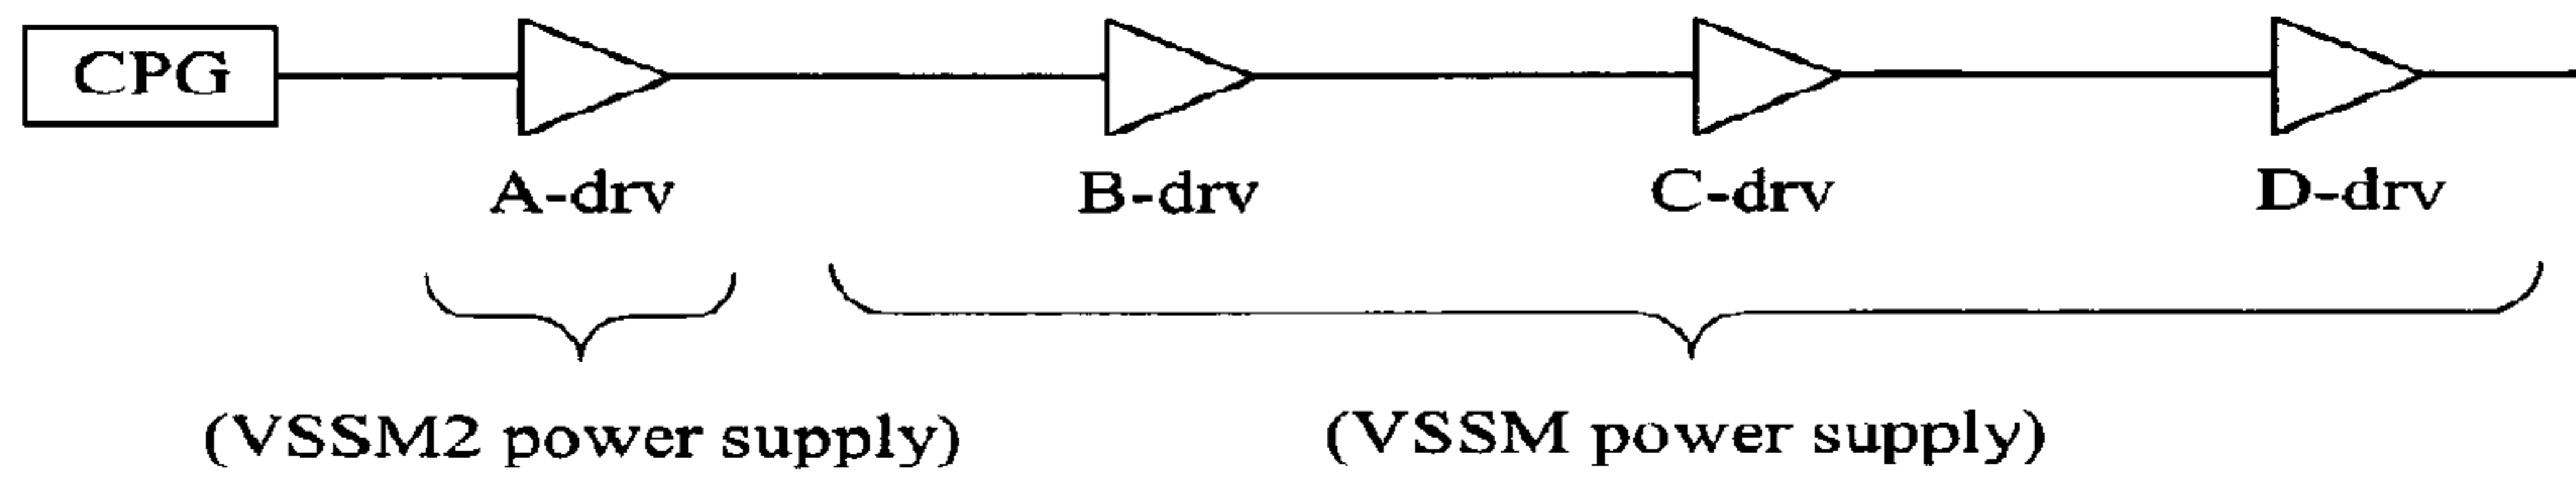 CPG
A-drv
B-drv
C-drv
D-drv
(VSSM2 power supply)
(VSSM power supply)